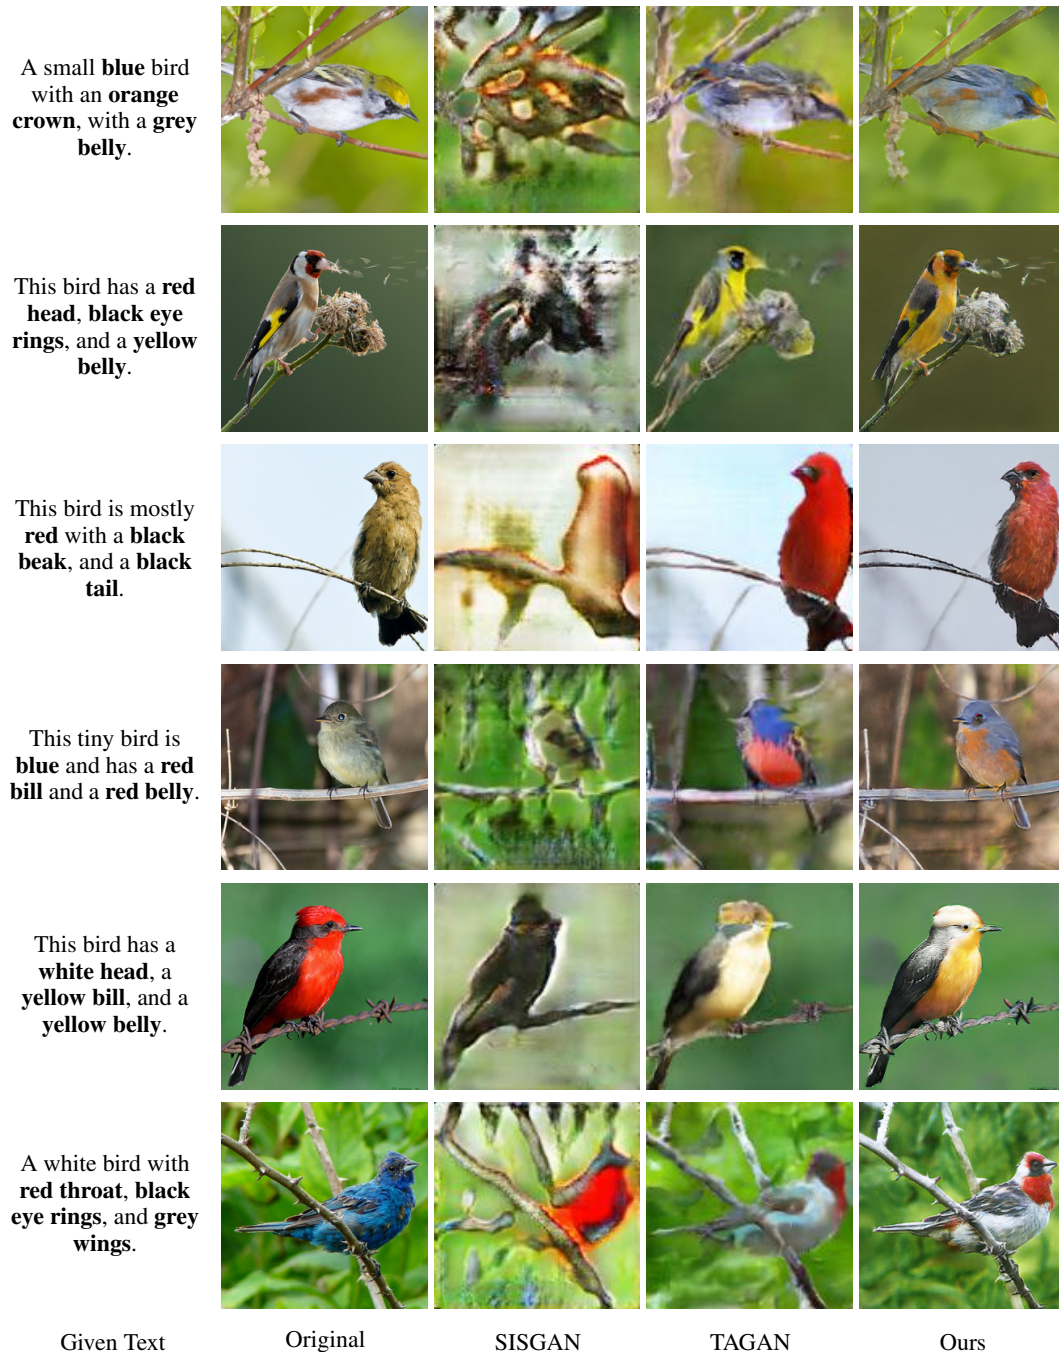 A small blue bird
with an orange
crown, with a grey
belly.
This bird has a red
head, black eye
rings, and a yellow
belly.
This bird is mostly
red with a black
beak, and a black
tail.
This tiny bird is
blue and has a red
bill and a red belly.
This bird has a
white head, a
yellow bill, and a
yellow belly.
A white bird with
red throat, black
eye rings, and grey
wings.
Given Text
Original
SISGAN
TAGAN
Ours